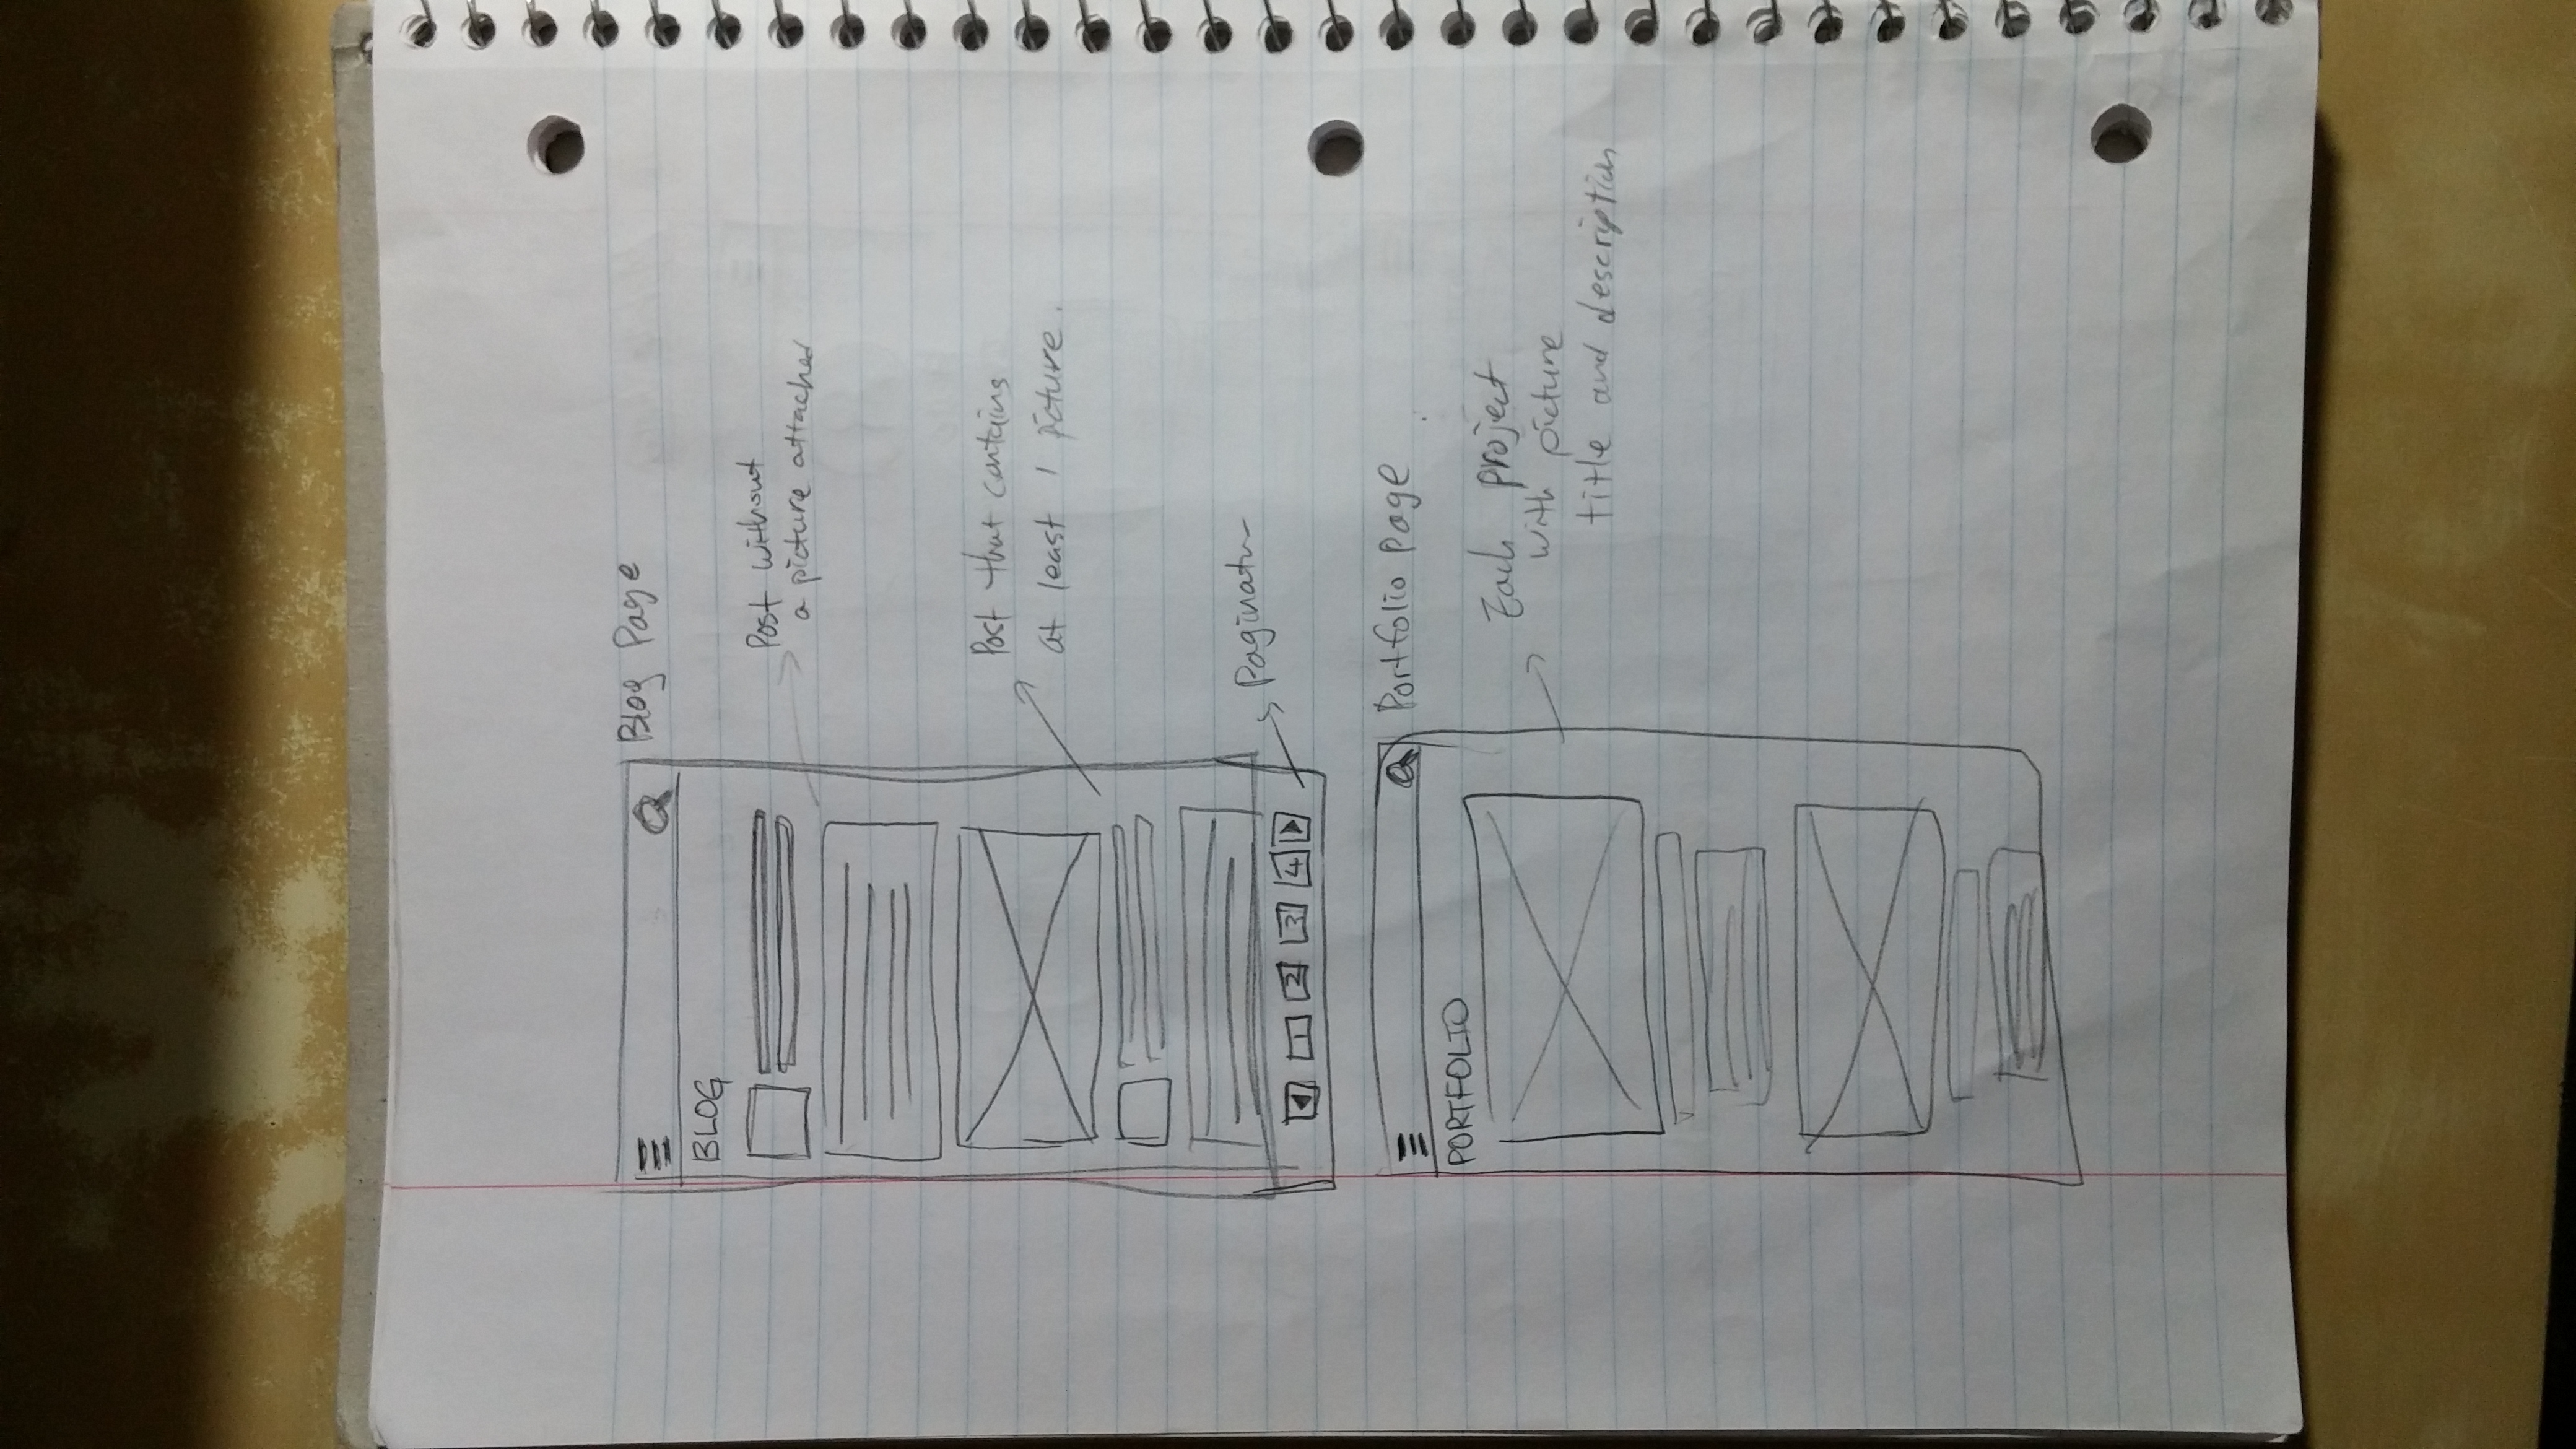 Blog Page
BLOG
Post without
a picture attached
Post that contains
at least 1 picture.
Paginatn
1 2 3 4
Portfolio page
PORTFOLIO
Each project
with picture
title and description